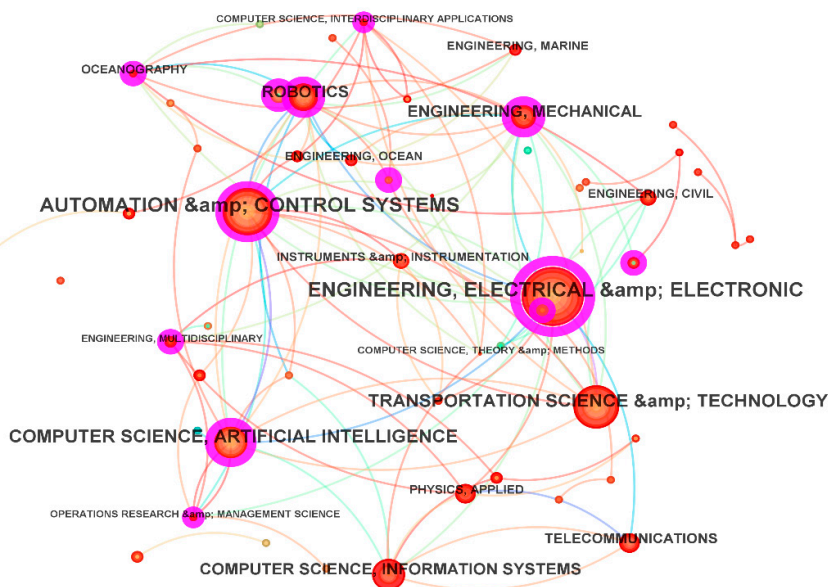 COMPUTER SCIENCE, INTERDISCIPLINARY APPLICATIONS
ENGINEERING, MARINE
OCEANOGRAPHY
ROBOTICS
ENGINEERING, MECHANICAL
ENGINEERING, OCEAN
ENGINEERING, CIVIL
AUTOMATION &amp; CONTROL SYSTEMS
INSTRUMENTS &amp; INSTRUMENTATION
ENGINEERING, ELECTRICAL &amp; ELECTRONIC
ENGINEERING, MULTIDISCIPLINARY
COMPUTER SCIENCE, THEORY &amp; METHODS
TRANSPORTATION SCIENCE &amp; TECHNOLOGY
COMPUTER SCIENCE, ARTIFICIAL INTELLIGENCE
PHYSICS, APPLIED
OPERATIONS RESEARCH &amp; MANAGEMENT SCIENCE
TELECOMMUNICATIONS
COMPUTER SCIENCE, INFORMATION SYSTEMS